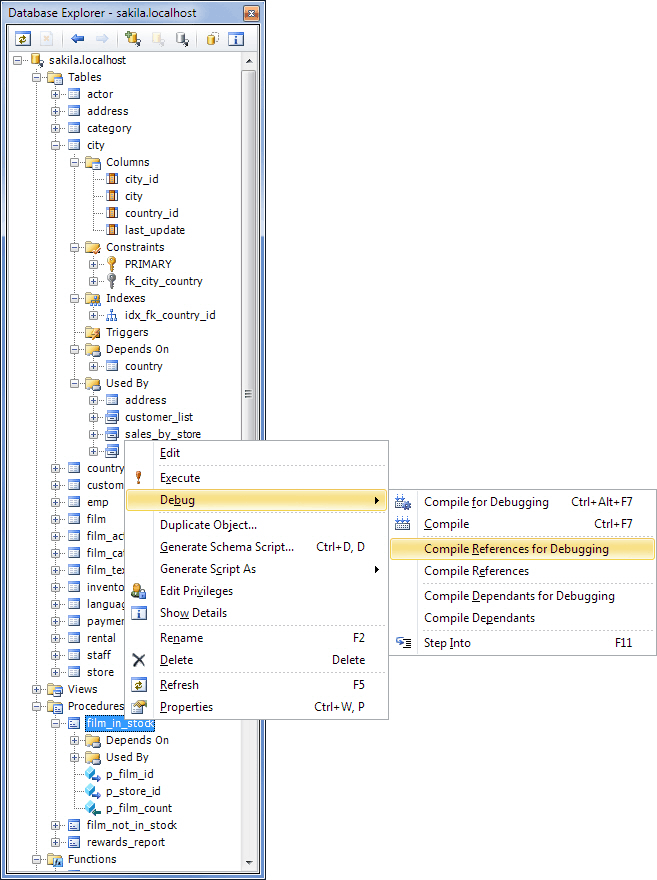 Database Explorer - sakila.localhost
sakila.localhost
Tables
actor
address
category
city
Columns
city_id
city
country_id
last_update
Constraints
PRIMARY
fk_city_country
Indexes
idx_fk_country_id
Triggers
Depends On
country
Used By
address
customer_list
sales_by_store
Edit
Execute
Debug
Duplicate Object...
Generate Schema Script... Ctrl+D, D
Generate Script As
Edit Privileges
Show Details
Rename F2
Delete Delete
Refresh F5
Properties Ctrl+W, P
Compile for Debugging Ctrl+Alt+F7
Compile Ctrl+F7
Compile References for Debugging
Compile References
Compile Dependants for Debugging
Compile Dependants
Step Into F11
country
custom
emp
film
film_ac
film_ca
film_te
invento
languag
paymer
rental
staff
store
Views
Procedures
film_in_stock
Depends On
Used By
p_film_id
p_store_id
p_film_count
film_not_in_stock
rewards_report
Functions